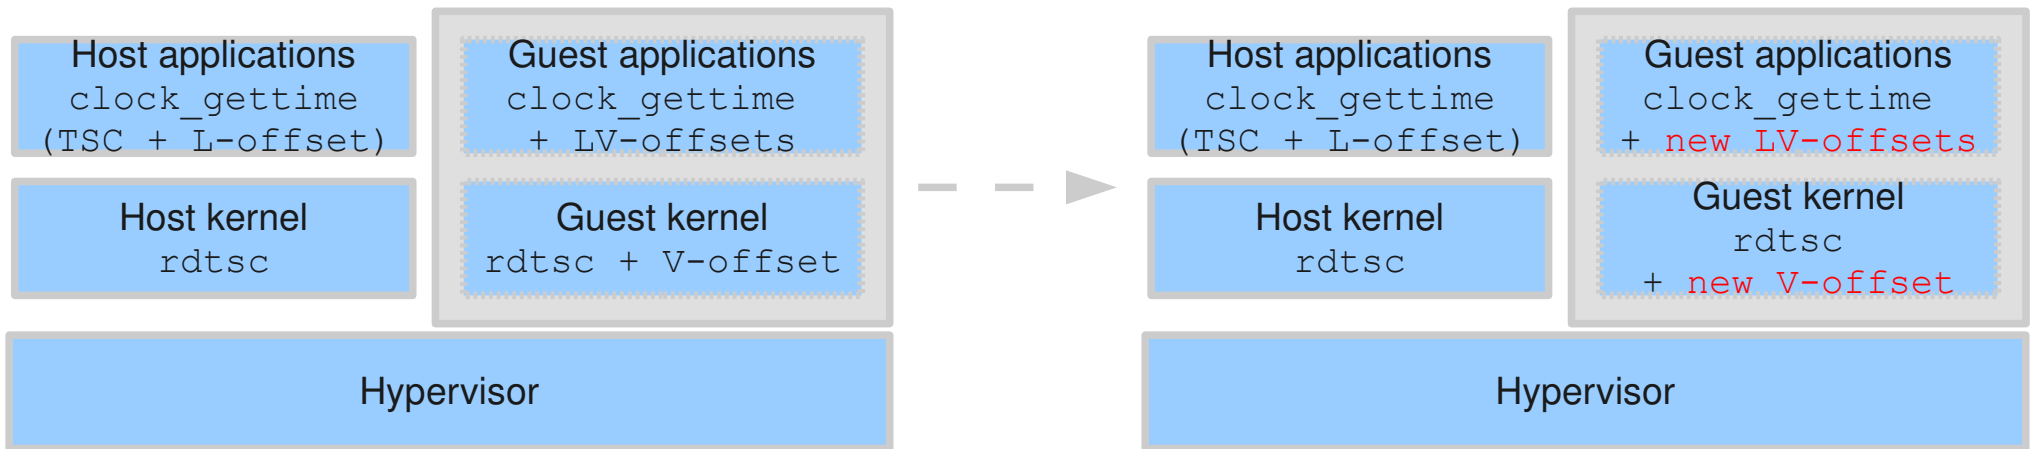 Host applications
clock_gettime
(TSC + L-offset)
Host kernel
rdtsc
Guest applications
clock_gettime
+ LV-offsets
Guest kernel
rdtsc + V-offset
Hypervisor
Host applications
clock_gettime
(TSC + L-offset)
Host kernel
rdtsc
Guest applications
clock_gettime
+ new LV-offsets
Guest kernel
rdtsc
+ new V-offset
Hypervisor